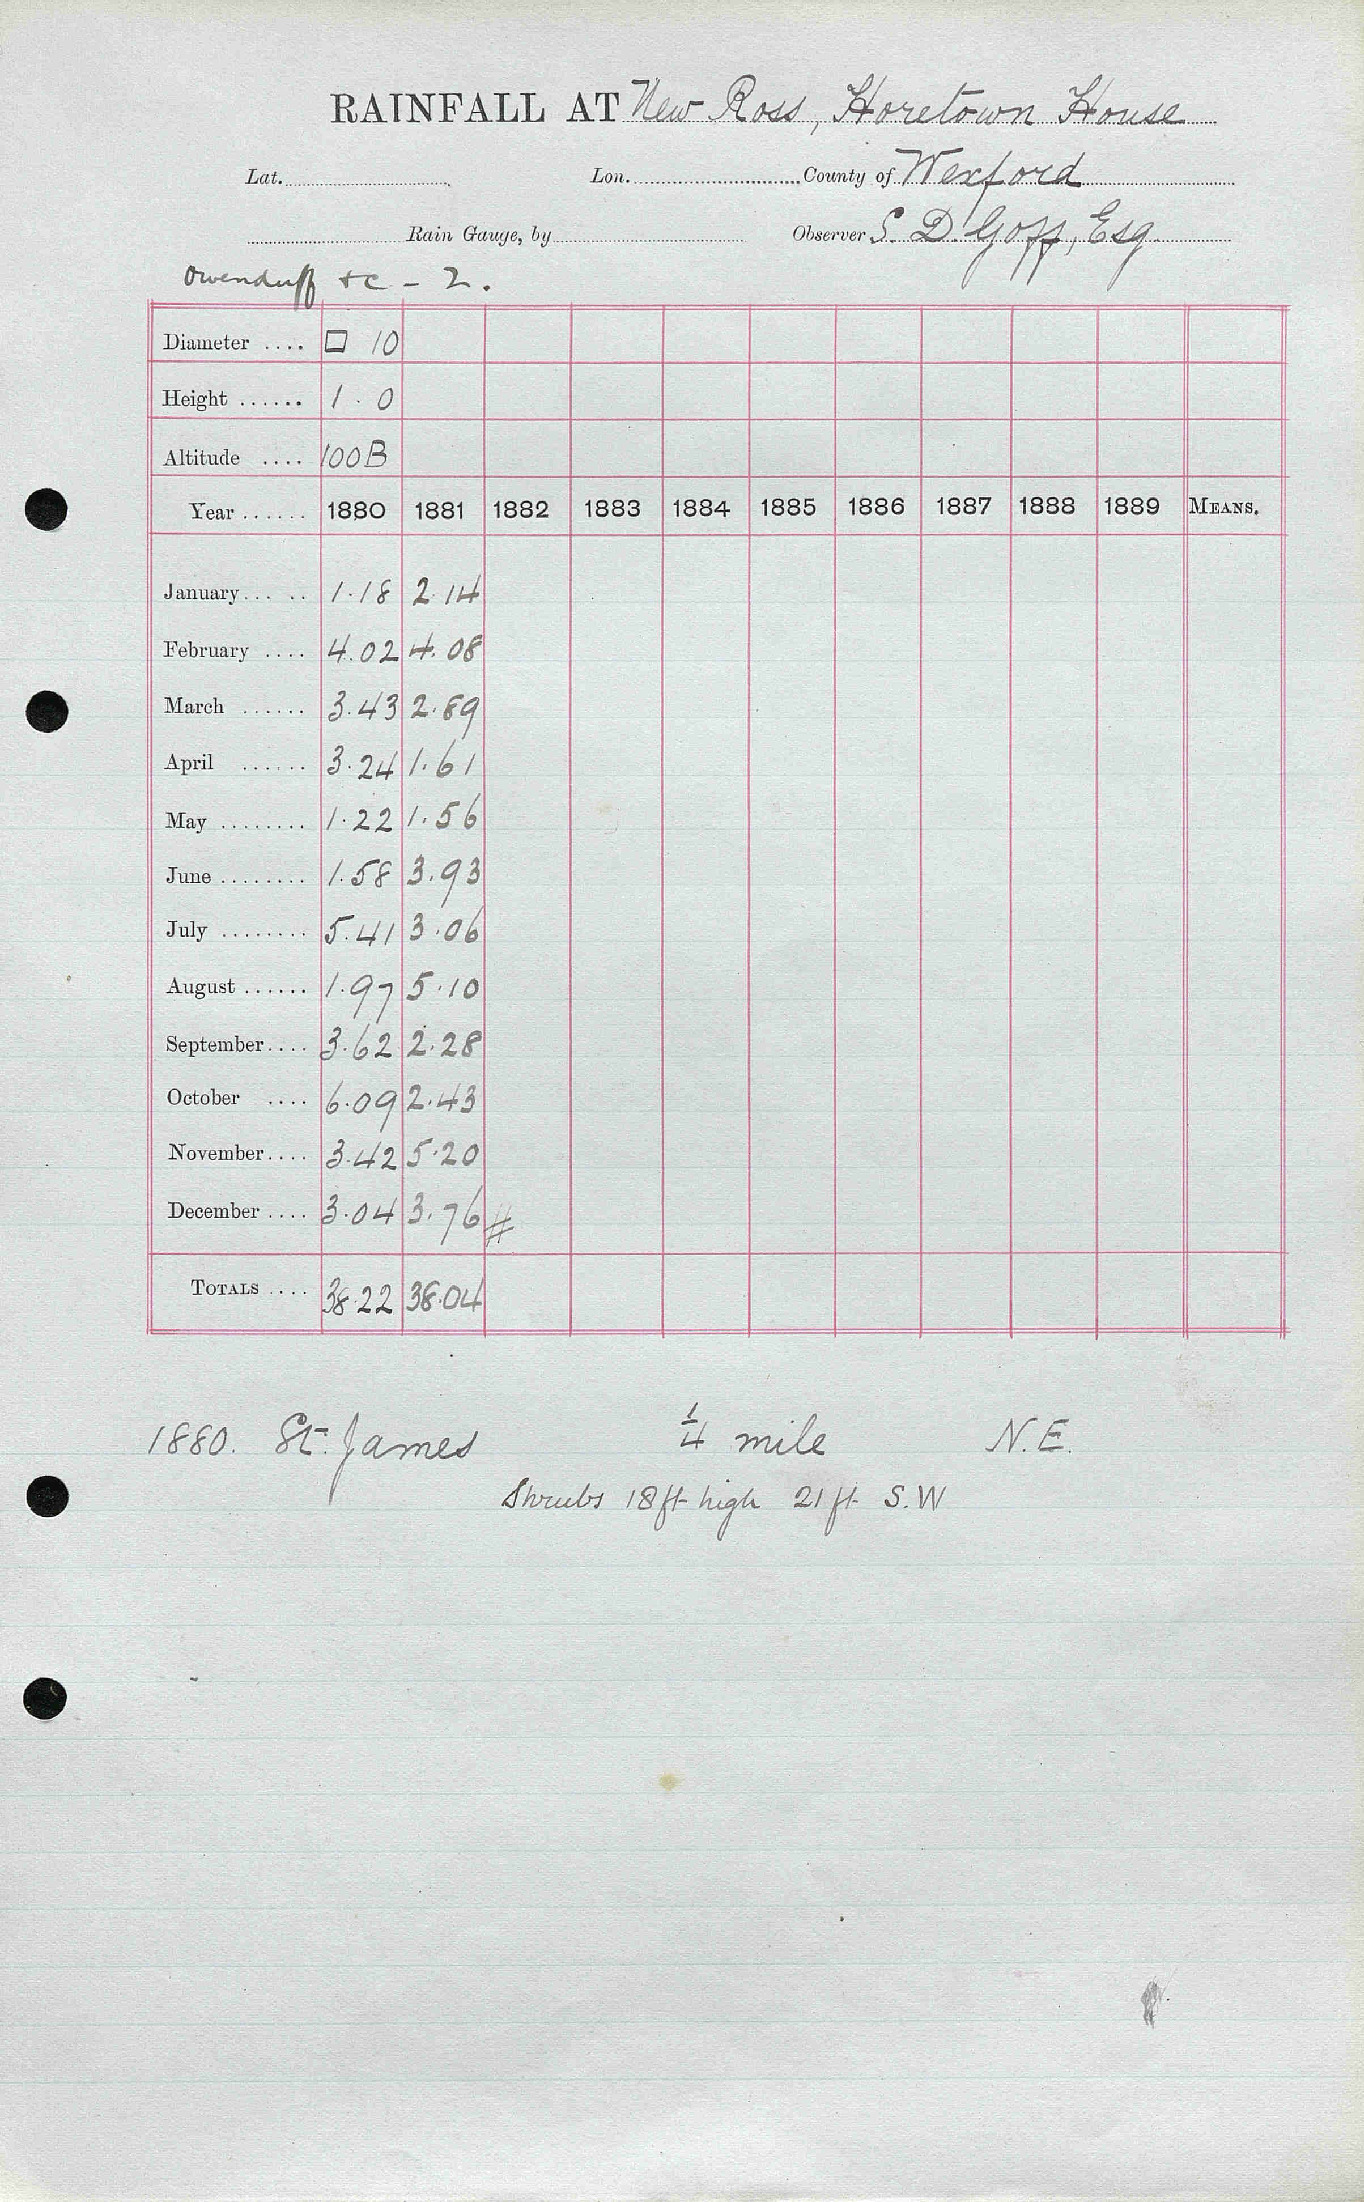 RAINFALL AT New Ross, Horetown House
Lat. Lon. County of Wexford
Rain Gauge, by Observer S. D. Goff, Esq
Owenduff &c - 2.
Diameter .... □ 10
Height ...... 1 . 0
Altitude .... 100 B
Year ...... 1880 1881 1882 1883 1884 1885 1886 1887 1888 1889 MEANS.
January ..... 1.18 2.14
February .... 4.02 4.08
March ...... 3.43 2.89
April ...... 3.24 1.61
May ........ 1.22 1.56
June ........ 1.58 3.93
July ........ 5.41 3.06
August ...... 1.97 5.10
September .... 3.62 2.28
October .... 6.09 2.43
November .... 3.42 5.20
December .... 3.04 3.76 #
TOTALS .... 38.22 38.04
1880. St. James 1/4 mile N.E.
Shrubs 18ft high 21ft S.W